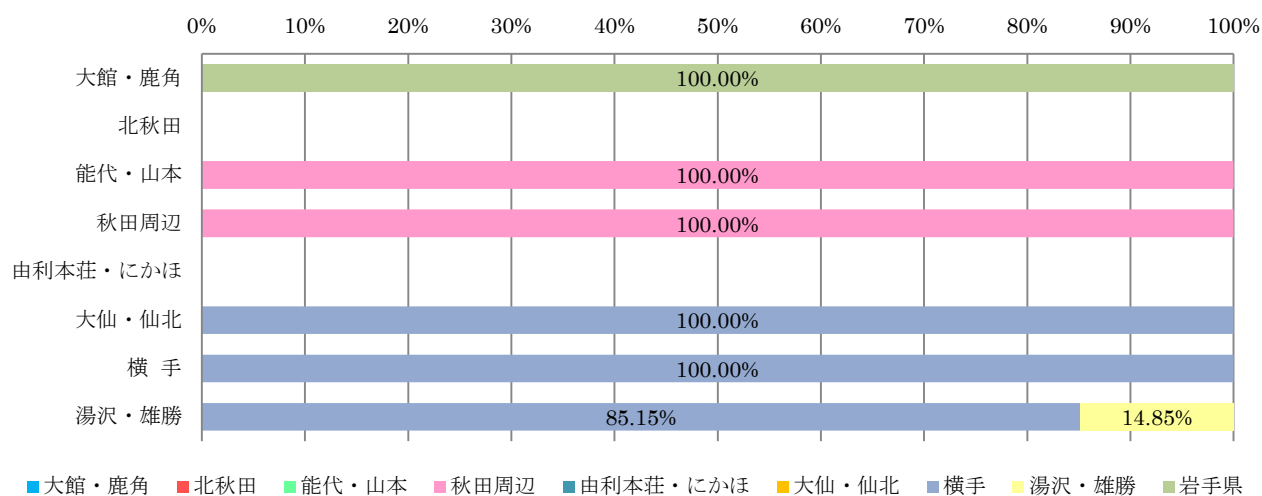 0% 10% 20% 30% 40% 50% 60% 70% 80% 90% 100%
大館・鹿角 100.00%
北秋田
能代・山本 100.00%
秋田周辺 100.00%
由利本荘・にかほ
大仙・仙北 100.00%
横 手 100.00%
湯沢・雄勝 85.15% 14.85%
大館・鹿角 北秋田 能代・山本 秋田周辺 由利本荘・にかほ 大仙・仙北 横手 湯沢・雄勝 岩手県